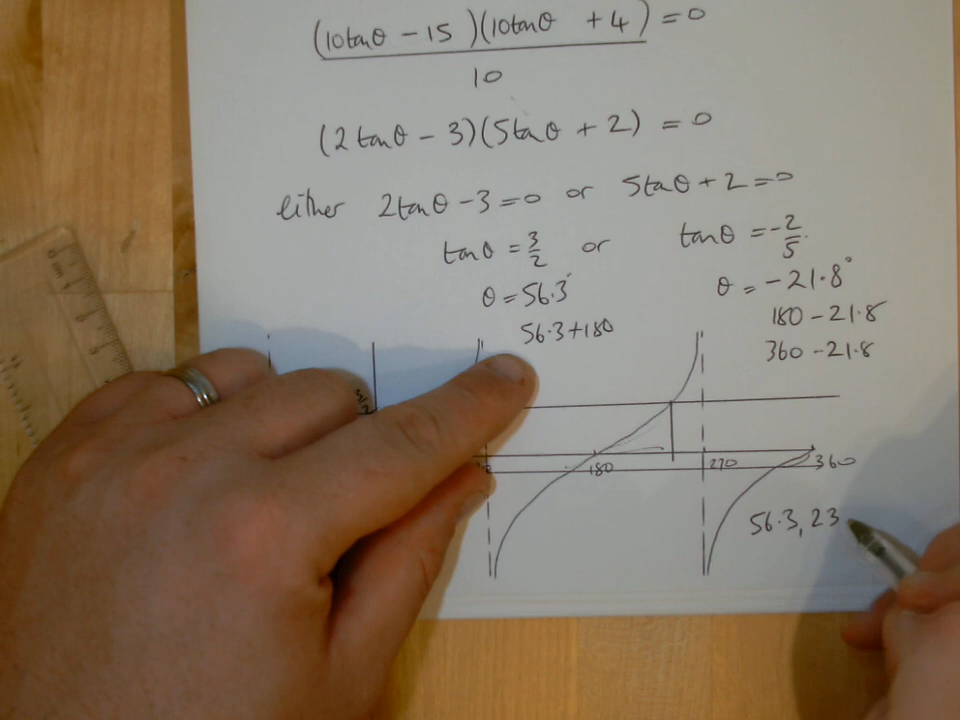 (10tanθ - 15)(10tanθ + 4) = 0
10
(2tanθ - 3)(5tanθ + 2) = 0
either 2tanθ - 3 = 0 or 5tanθ + 2 = 0
tanθ = 3/2 or tanθ = -2/5.
θ = 56.3° θ = -21.8°
56.3+180 180 - 21.8
360 - 21.8
3/2
180 270 360
56.3, 23